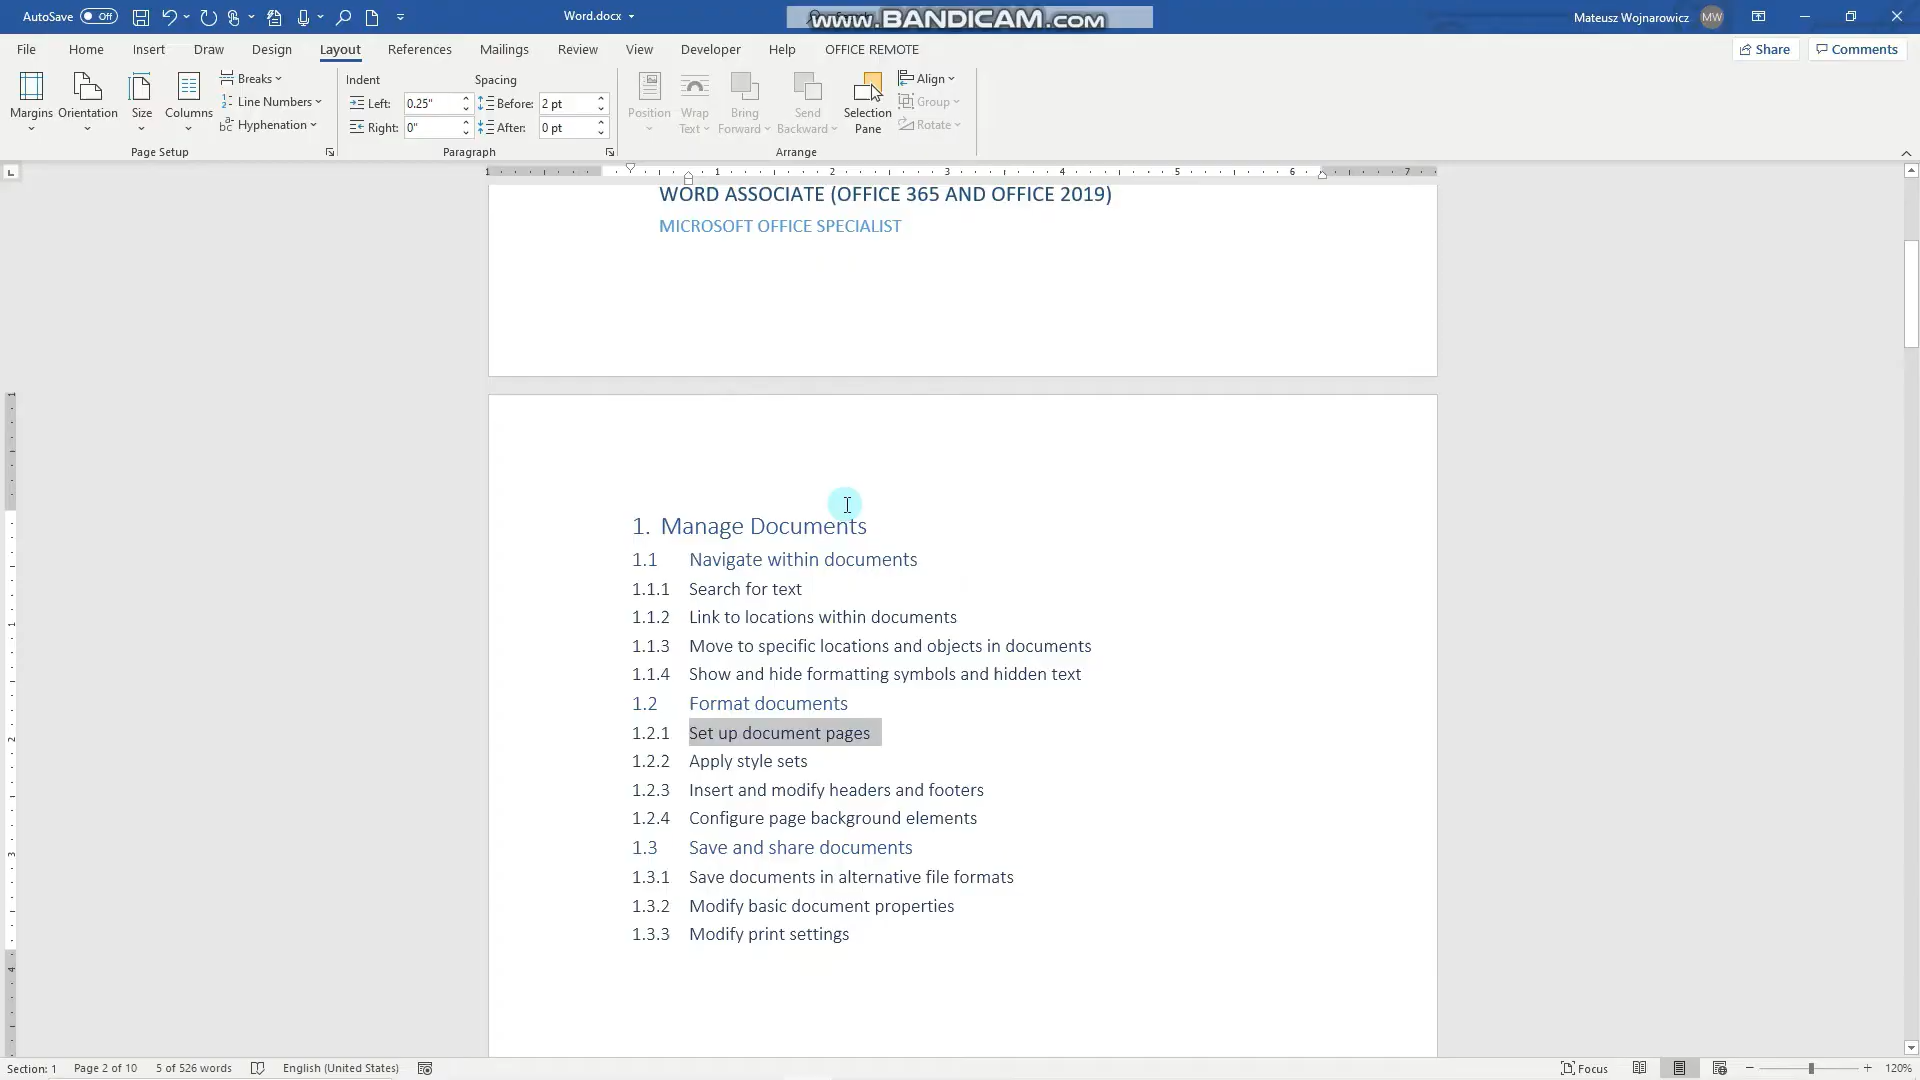 AutoSave Off Word.docx www.BANDICAM.com Mateusz Wojnarowicz MW
File Home Insert Draw Design Layout References Mailings Review View Developer Help OFFICE REMOTE Share Comments
Margins Orientation Size Columns
Breaks
Line Numbers
Hyphenation
Page Setup
Indent Spacing
Left: 0.25" Before: 2 pt
Right: 0" After: 0 pt
Paragraph
Position Wrap Text Bring Forward Send Backward Selection Pane
Align
Group
Rotate
Arrange
1 1 2 3 4 5 6 7
WORD ASSOCIATE (OFFICE 365 AND OFFICE 2019)
MICROSOFT OFFICE SPECIALIST
1. Manage Documents
1.1 Navigate within documents
1.1.1 Search for text
1.1.2 Link to locations within documents
1.1.3 Move to specific locations and objects in documents
1.1.4 Show and hide formatting symbols and hidden text
1.2 Format documents
1.2.1 Set up document pages
1.2.2 Apply style sets
1.2.3 Insert and modify headers and footers
1.2.4 Configure page background elements
1.3 Save and share documents
1.3.1 Save documents in alternative file formats
1.3.2 Modify basic document properties
1.3.3 Modify print settings
Section: 1 Page 2 of 10 5 of 526 words English (United States) Focus 120%